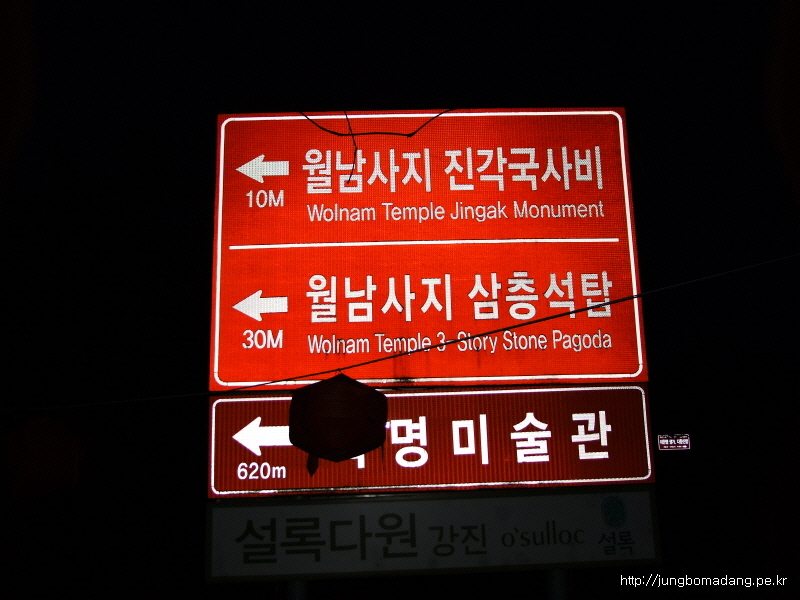 월남사지 진각국사비
10M
Wolnam Temple Jingak Monument
월남사지 삼층석탑
30M
Wolnam Temple 3-Story Stone Pagoda
명미술관
620m
설록다원 강진 o'sulloc 설록
http://jungbomadang.pe.kr